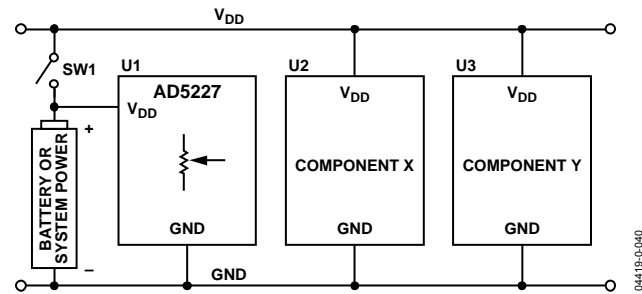 VDD
SW1
U1
AD5227
VDD
GND
U2
VDD
COMPONENT X
GND
U3
VDD
COMPONENT Y
GND
+
BATTERY OR
SYSTEM POWER
–
GND
04419-0-040